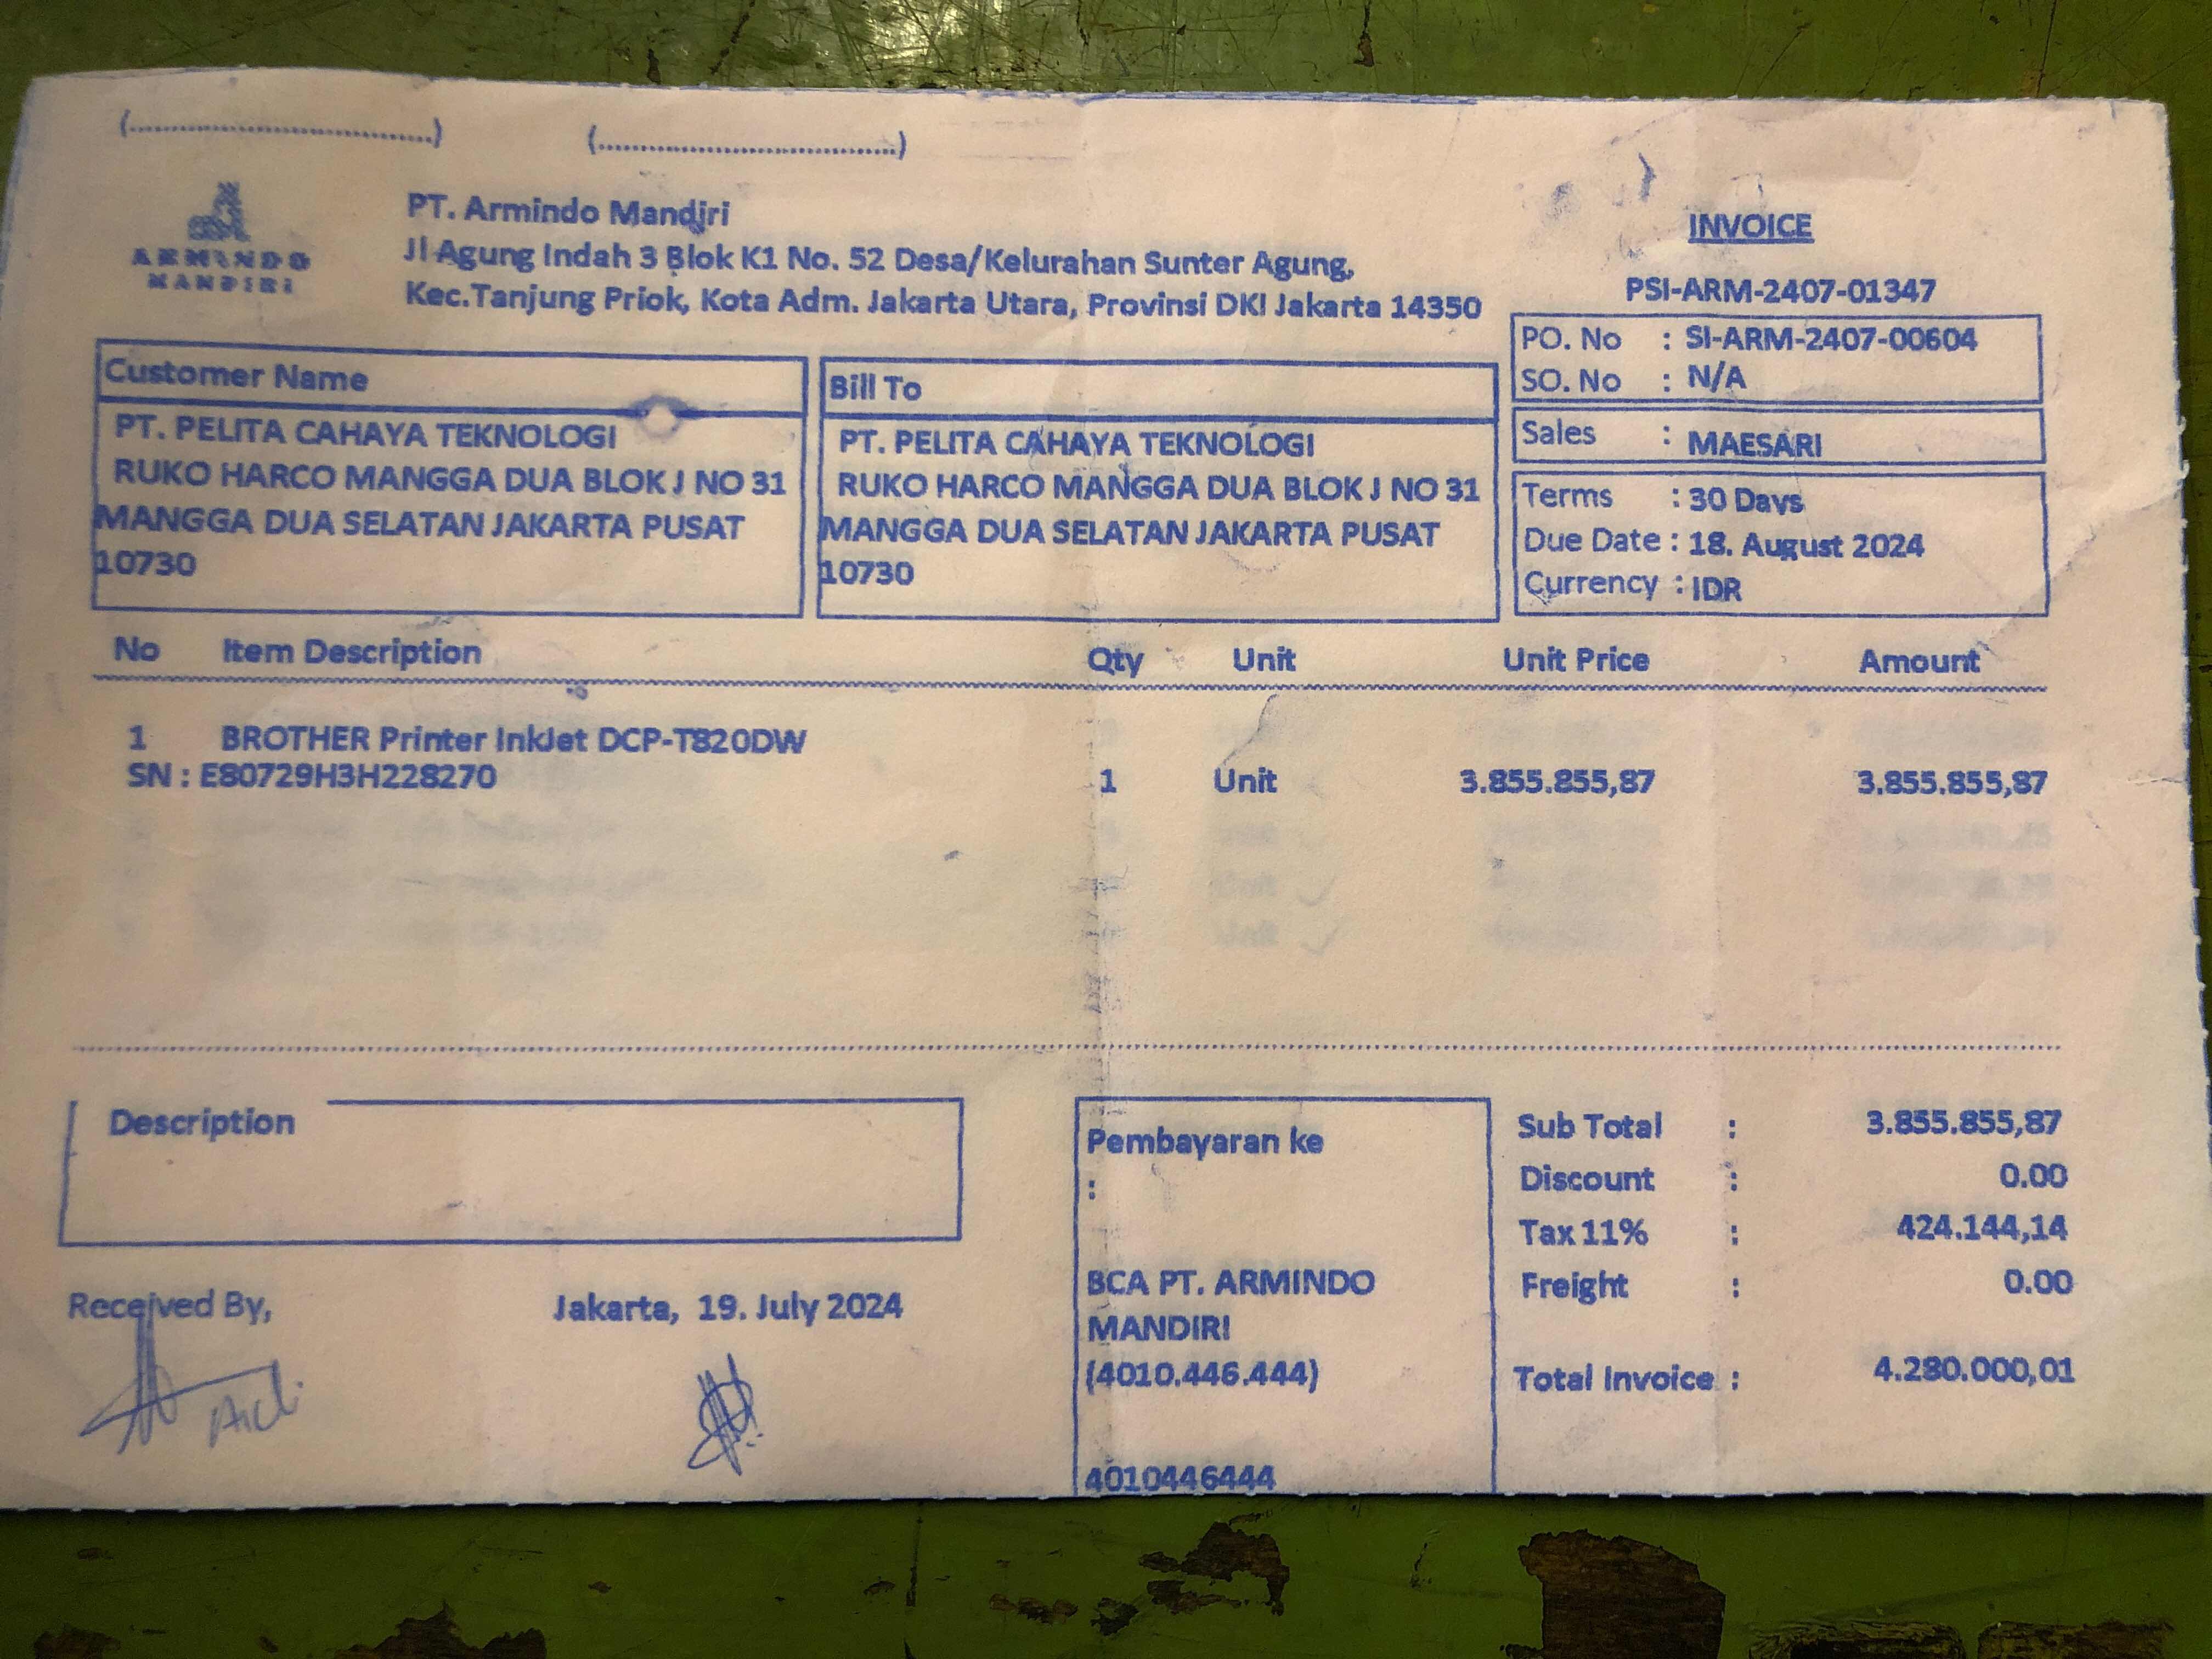 (................................)
(................................)
ARMINDO
MANDIRI
PT. Armindo Mandiri
Jl Agung Indah 3 Blok K1 No. 52 Desa/Kelurahan Sunter Agung,
Kec.Tanjung Priok, Kota Adm. Jakarta Utara, Provinsi DKI Jakarta 14350
INVOICE
PSI-ARM-2407-01347
PO. No : SI-ARM-2407-00604
SO. No : N/A
Sales : MAESARI
Terms : 30 Days
Due Date : 18. August 2024
Currency : IDR
Customer Name
PT. PELITA CAHAYA TEKNOLOGI
RUKO HARCO MANGGA DUA BLOK J NO 31
MANGGA DUA SELATAN JAKARTA PUSAT
10730
Bill To
PT. PELITA CAHAYA TEKNOLOGI
RUKO HARCO MANGGA DUA BLOK J NO 31
MANGGA DUA SELATAN JAKARTA PUSAT
10730
No Item Description Qty Unit Unit Price Amount
1 BROTHER Printer InkJet DCP-T820DW
SN : E80729H3H228270 1 Unit 3.855.855,87 3.855.855,87
Description
Received By,
Jakarta, 19. July 2024
Pembayaran ke
:
BCA PT. ARMINDO
MANDIRI
(4010.446.444)
4010446444
Sub Total : 3.855.855,87
Discount : 0.00
Tax 11% : 424.144,14
Freight : 0.00
Total Invoice : 4.280.000,01